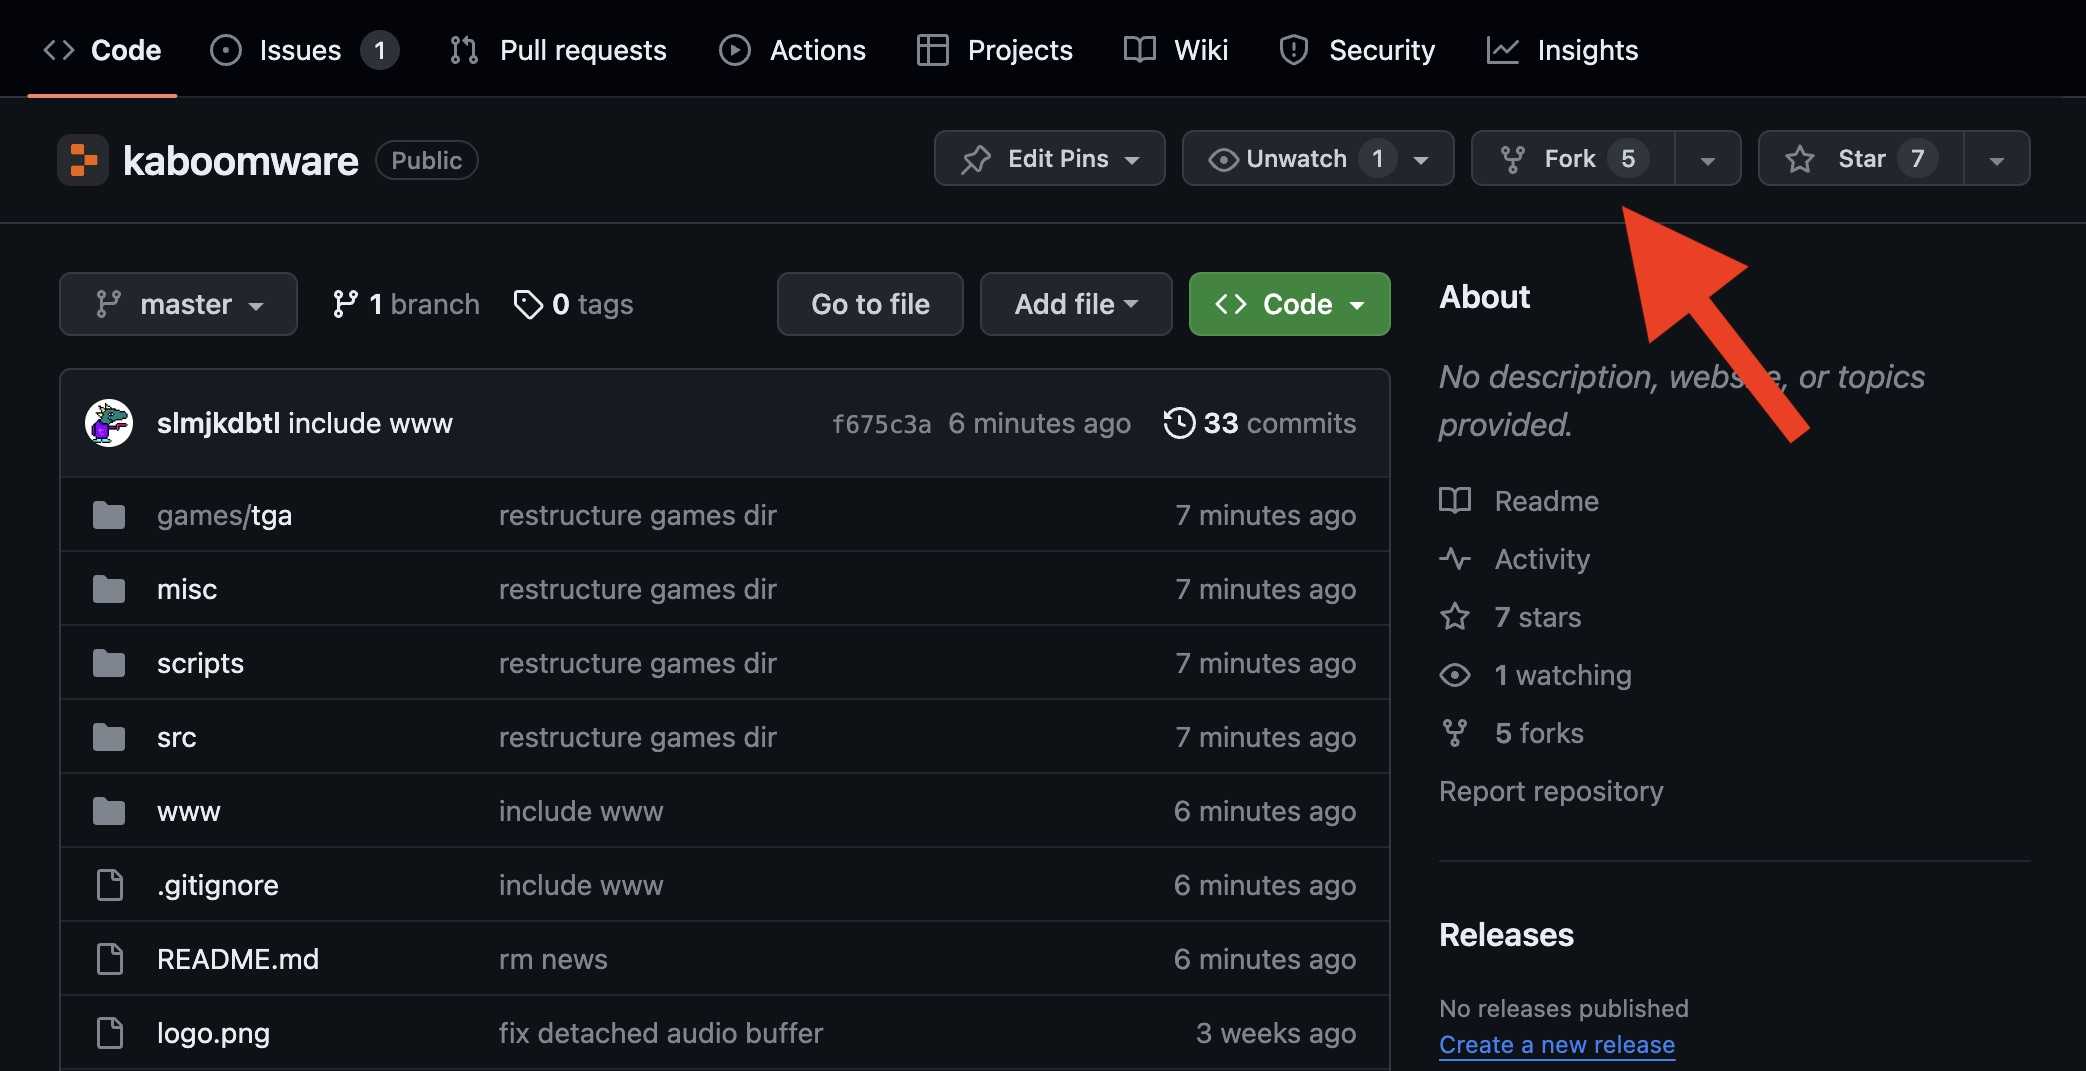 Code Issues 1 Pull requests Actions Projects Wiki Security Insights
kaboomware Public Edit Pins Unwatch 1 Fork 5 Star 7
master 1 branch 0 tags Go to file Add file Code
slmjkdbtl include www f675c3a 6 minutes ago 33 commits
games/tga restructure games dir 7 minutes ago
misc restructure games dir 7 minutes ago
scripts restructure games dir 7 minutes ago
src restructure games dir 7 minutes ago
www include www 6 minutes ago
.gitignore include www 6 minutes ago
README.md rm news 6 minutes ago
logo.png fix detached audio buffer 3 weeks ago
About
No description, website, or topics
provided.
Readme
Activity
7 stars
1 watching
5 forks
Report repository
Releases
No releases published
Create a new release